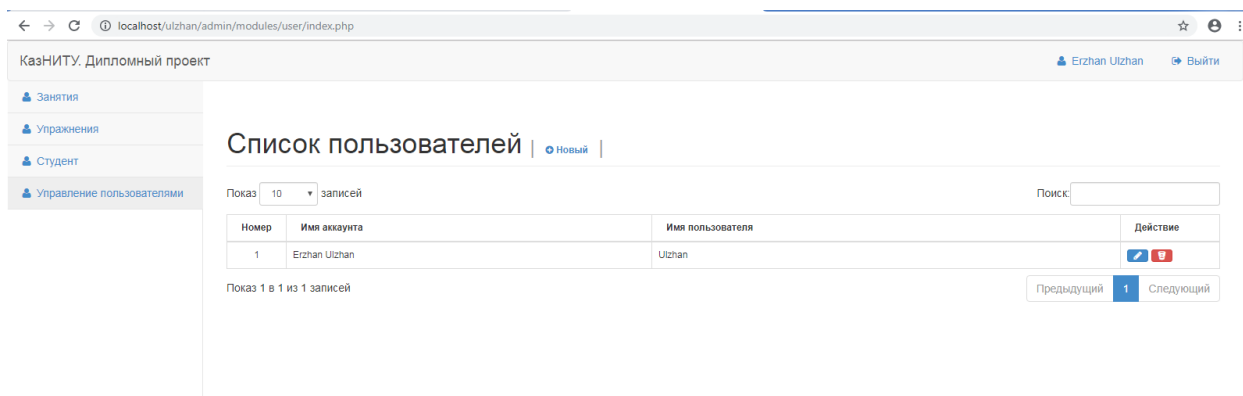 localhost/ulzhan/admin/modules/user/index.php
КазНИТУ. Дипломный проект
Erzhan Ulzhan Выйти
Занятия
Упражнения
Студент
Управление пользователями
Список пользователей | Новый |
Показ 10 записей
Поиск:
Номер Имя аккаунта Имя пользователя Действие
1 Erzhan Ulzhan Ulzhan
Показ 1 в 1 из 1 записей
Предыдущий 1 Следующий